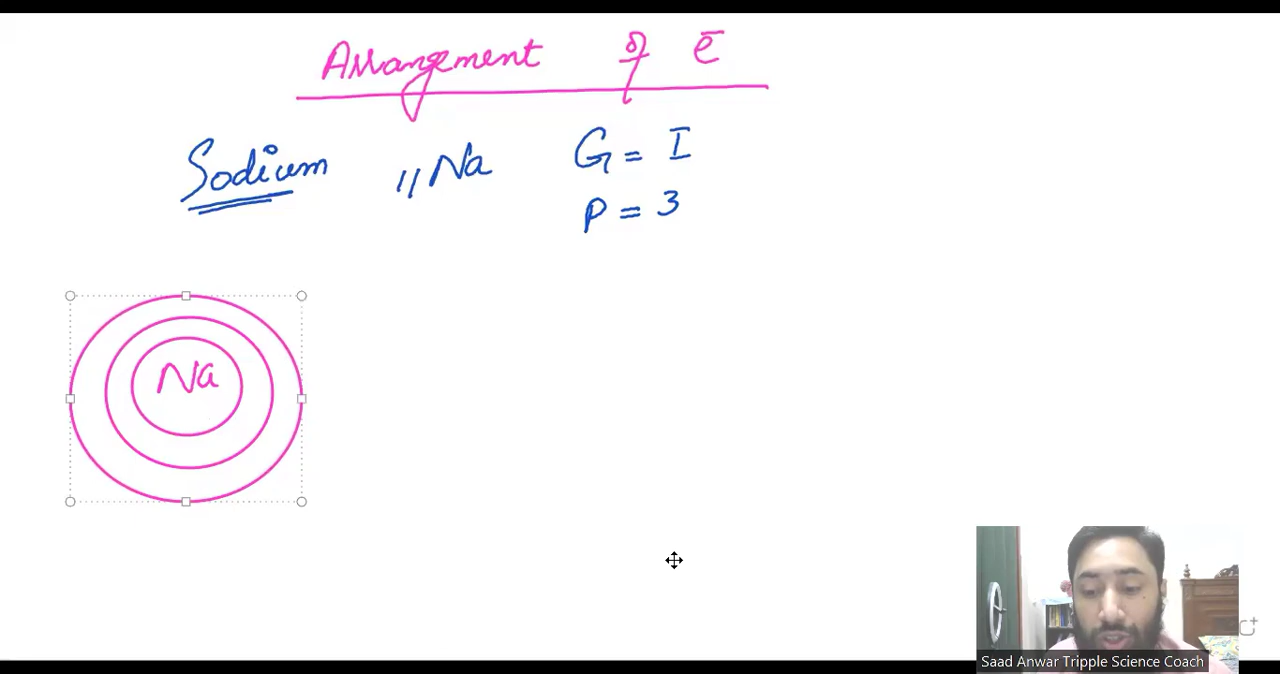 Arrangement of ē
Sodium ₁₁Na G = I
P = 3
Na
Saad Anwar Tripple Science Coach